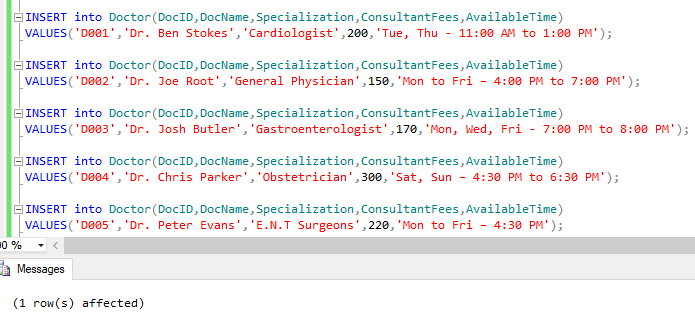 INSERT into Doctor(DocID,DocName,Specialization,ConsultantFees,AvailableTime)
VALUES('D001','Dr. Ben Stokes','Cardiologist',200,'Tue, Thu - 11:00 AM to 1:00 PM');
INSERT into Doctor(DocID,DocName,Specialization,ConsultantFees,AvailableTime)
VALUES('D002','Dr. Joe Root','General Physician',150,'Mon to Fri – 4:00 PM to 7:00 PM');
INSERT into Doctor(DocID,DocName,Specialization,ConsultantFees,AvailableTime)
VALUES('D003','Dr. Josh Butler','Gastroenterologist',170,'Mon, Wed, Fri - 7:00 PM to 8:00 PM');
INSERT into Doctor(DocID,DocName,Specialization,ConsultantFees,AvailableTime)
VALUES('D004','Dr. Chris Parker','Obstetrician',300,'Sat, Sun – 4:30 PM to 6:30 PM');
INSERT into Doctor(DocID,DocName,Specialization,ConsultantFees,AvailableTime)
VALUES('D005','Dr. Peter Evans','E.N.T Surgeons',220,'Mon to Fri – 4:30 PM');
00 %
Messages
(1 row(s) affected)